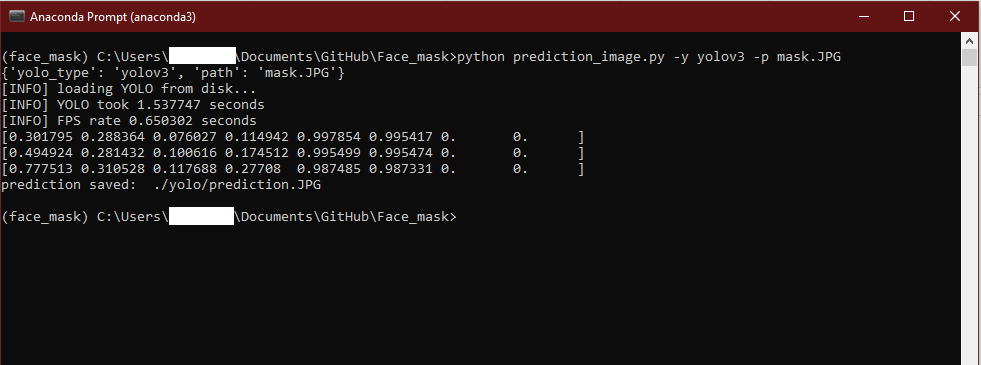 Anaconda Prompt (anaconda3)
(face_mask) C:\Users\ \Documents\GitHub\Face_mask>python prediction_image.py -y yolov3 -p mask.JPG
{'yolo_type': 'yolov3', 'path': 'mask.JPG'}
[INFO] loading YOLO from disk...
[INFO] YOLO took 1.537747 seconds
[INFO] FPS rate 0.650302 seconds
[0.301795 0.288364 0.076027 0.114942 0.997854 0.995417 0.       0.      ]
[0.494924 0.281432 0.100616 0.174512 0.995499 0.995474 0.       0.      ]
[0.777513 0.310528 0.117688 0.27708  0.987485 0.987331 0.       0.      ]
prediction saved:  ./yolo/prediction.JPG
(face_mask) C:\Users\ \Documents\GitHub\Face_mask>